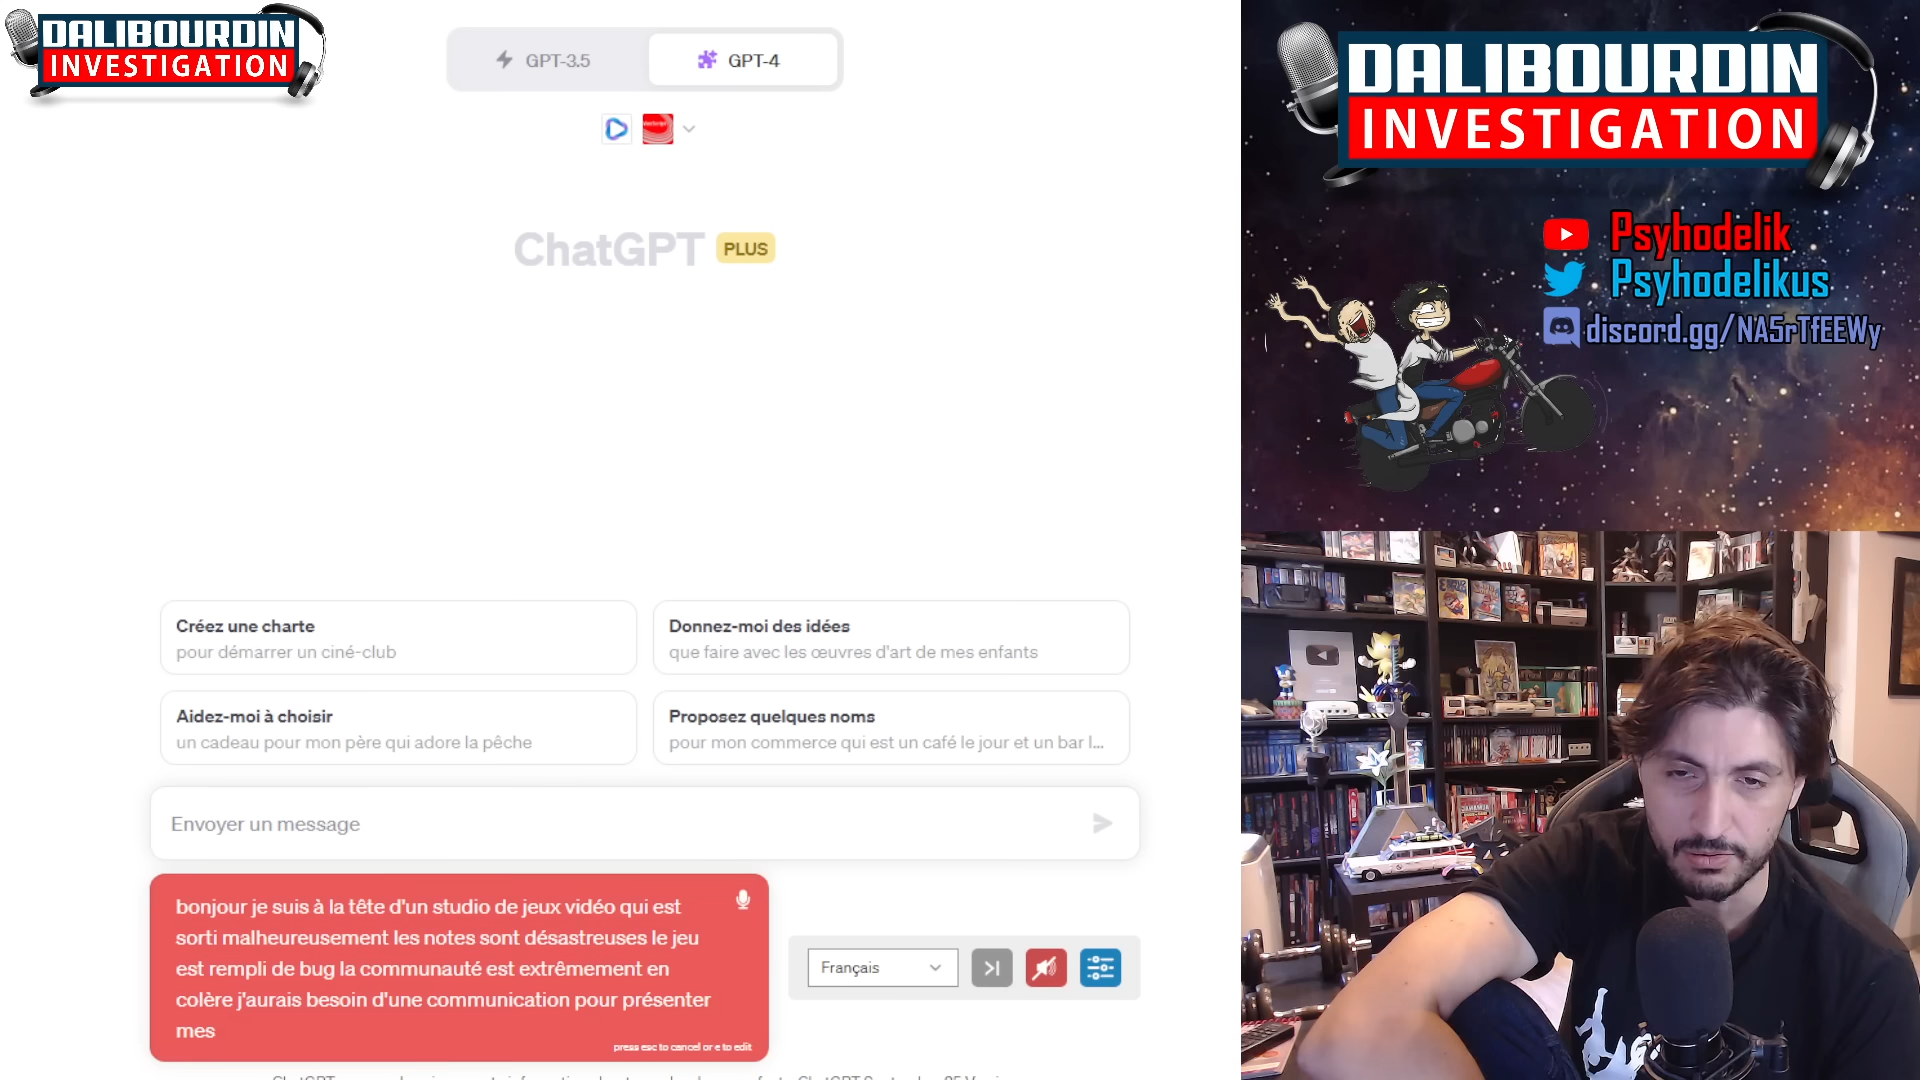 DALIBOURDIN
INVESTIGATION
GPT-3.5
GPT-4
ChatGPT PLUS
Créez une charte
pour démarrer un ciné-club
Donnez-moi des idées
que faire avec les œuvres d'art de mes enfants
Aidez-moi à choisir
un cadeau pour mon père qui adore la pêche
Proposez quelques noms
pour mon commerce qui est un café le jour et un bar l...
Envoyer un message
bonjour je suis à la tête d'un studio de jeux vidéo qui est
sorti malheureusement les notes sont désastreuses le jeu
est rempli de bug la communauté est extrêmement en
colère j'aurais besoin d'une communication pour présenter
mes
press esc to cancel or e to edit
Français
DALIBOURDIN
INVESTIGATION
Psyhodelik
Psyhodelikus
discord.gg/NA5rTfEEWy